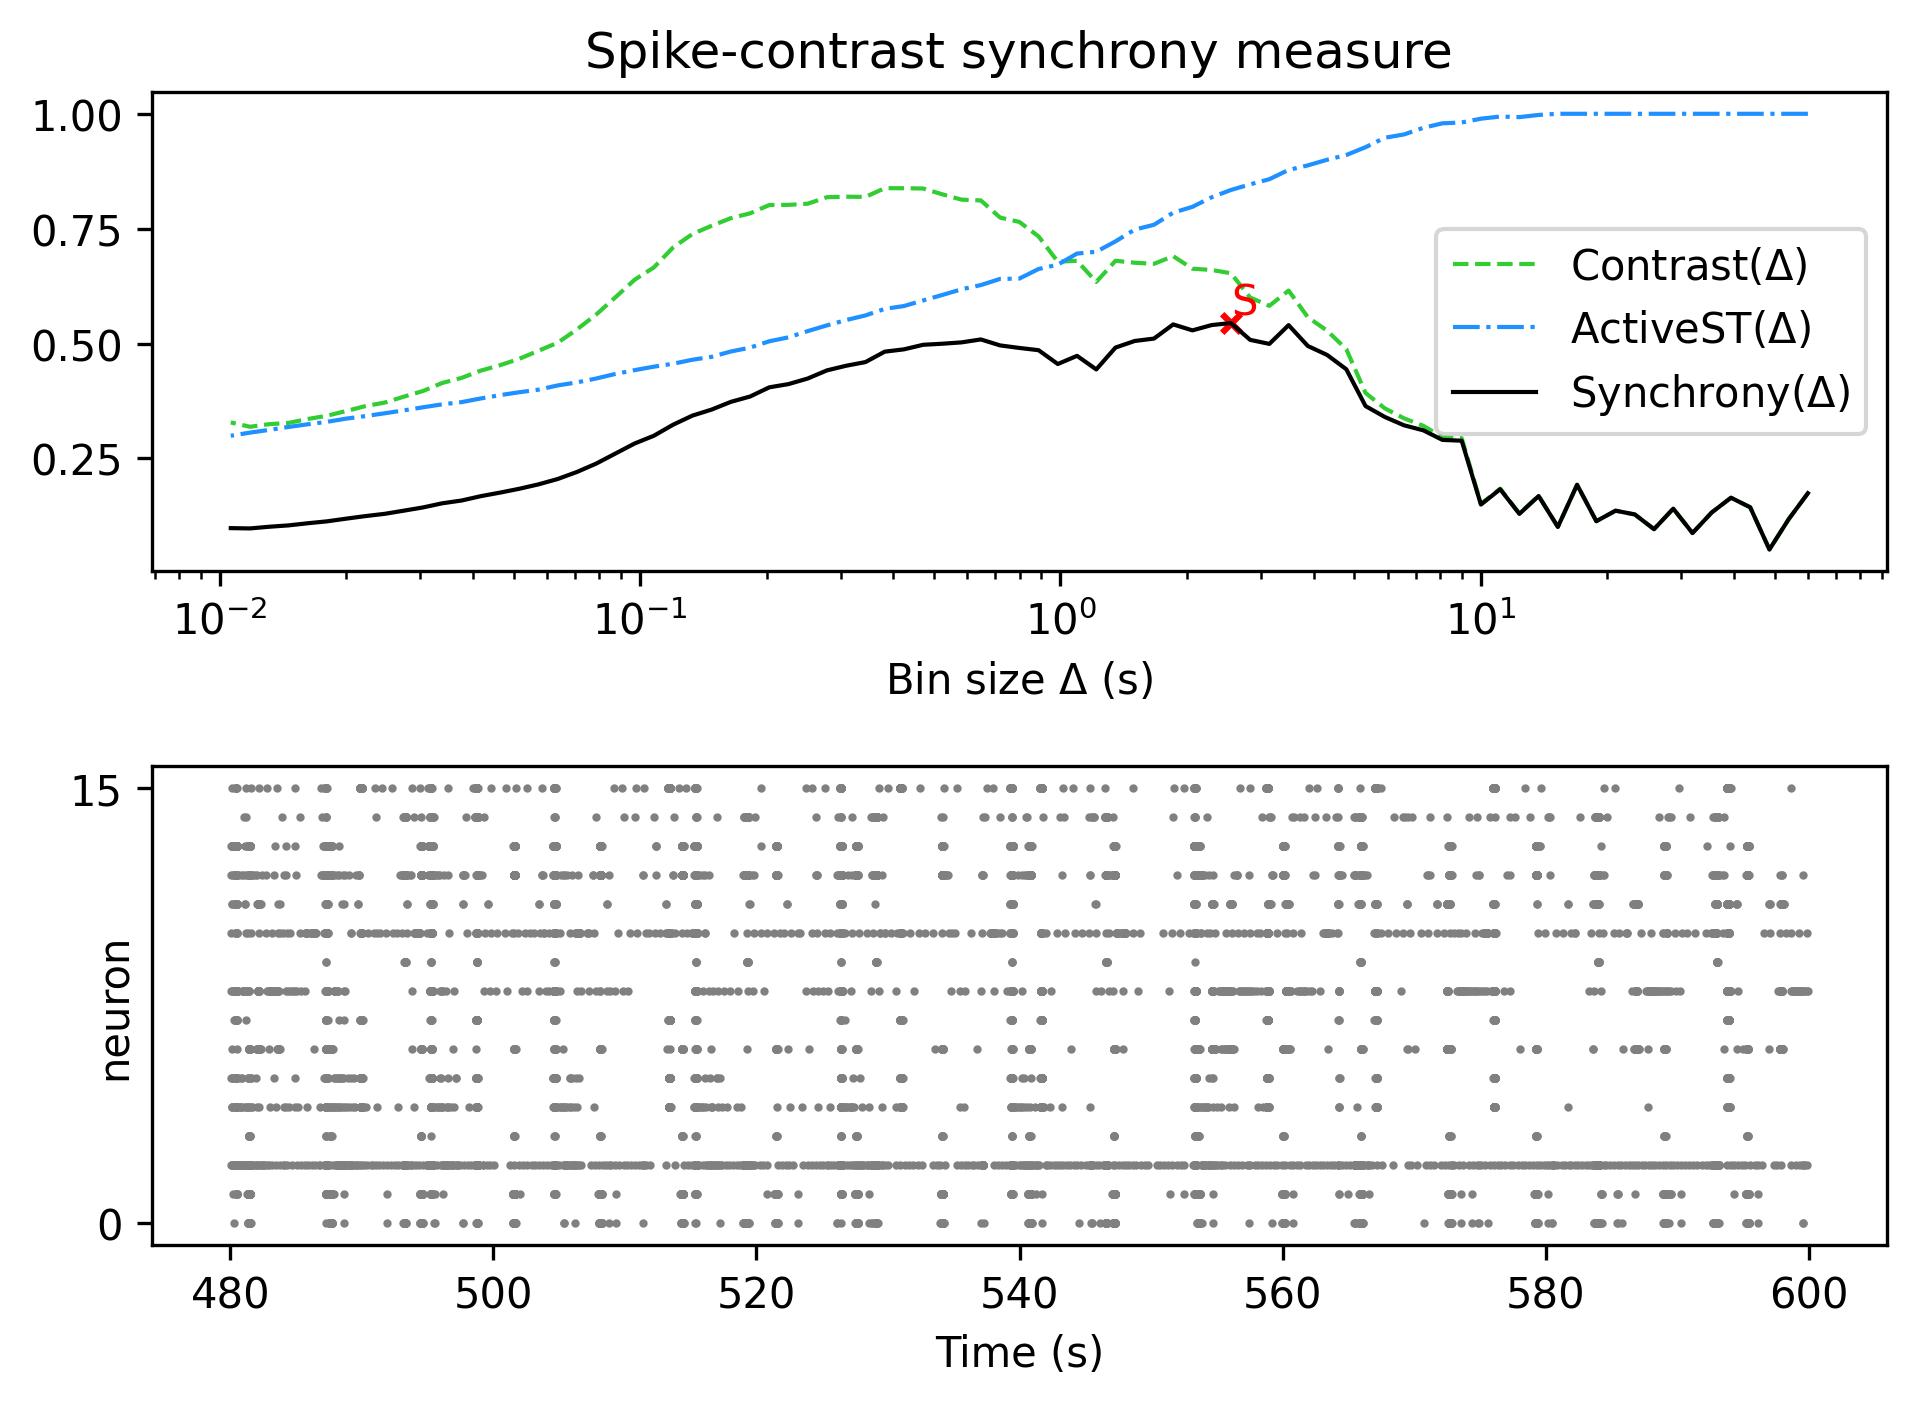 Spike-contrast synchrony measure
1.00
0.75
0.50
0.25
S
Contrast(Δ)
ActiveST(Δ)
Synchrony(Δ)
10⁻² 10⁻¹ 10⁰ 10¹
Bin size Δ (s)
15
neuron
0
480 500 520 540 560 580 600
Time (s)